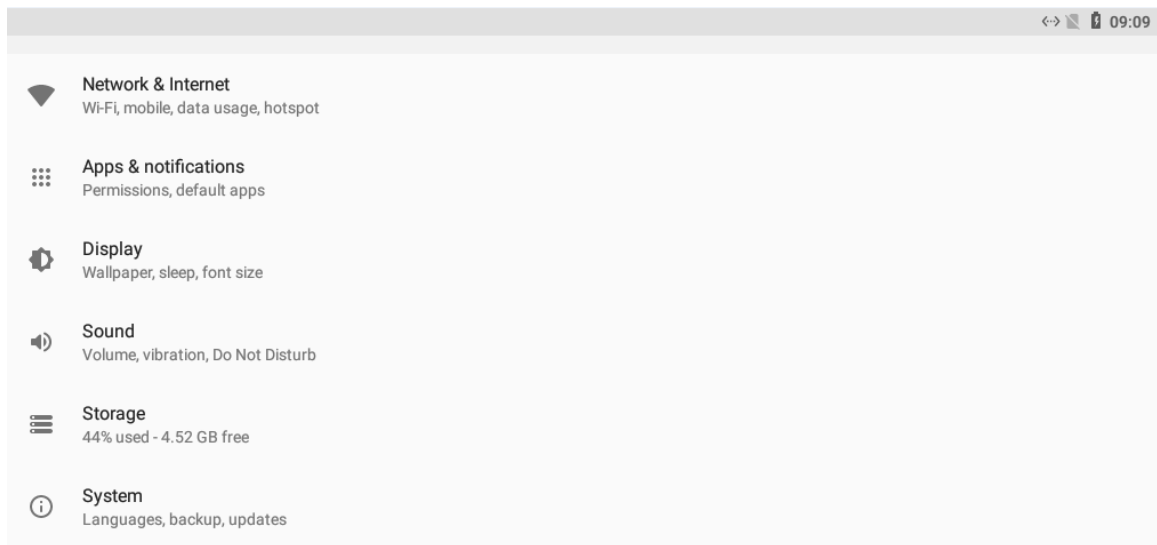 09:09
Network & Internet
Wi-Fi, mobile, data usage, hotspot
Apps & notifications
Permissions, default apps
Display
Wallpaper, sleep, font size
Sound
Volume, vibration, Do Not Disturb
Storage
44% used - 4.52 GB free
System
Languages, backup, updates